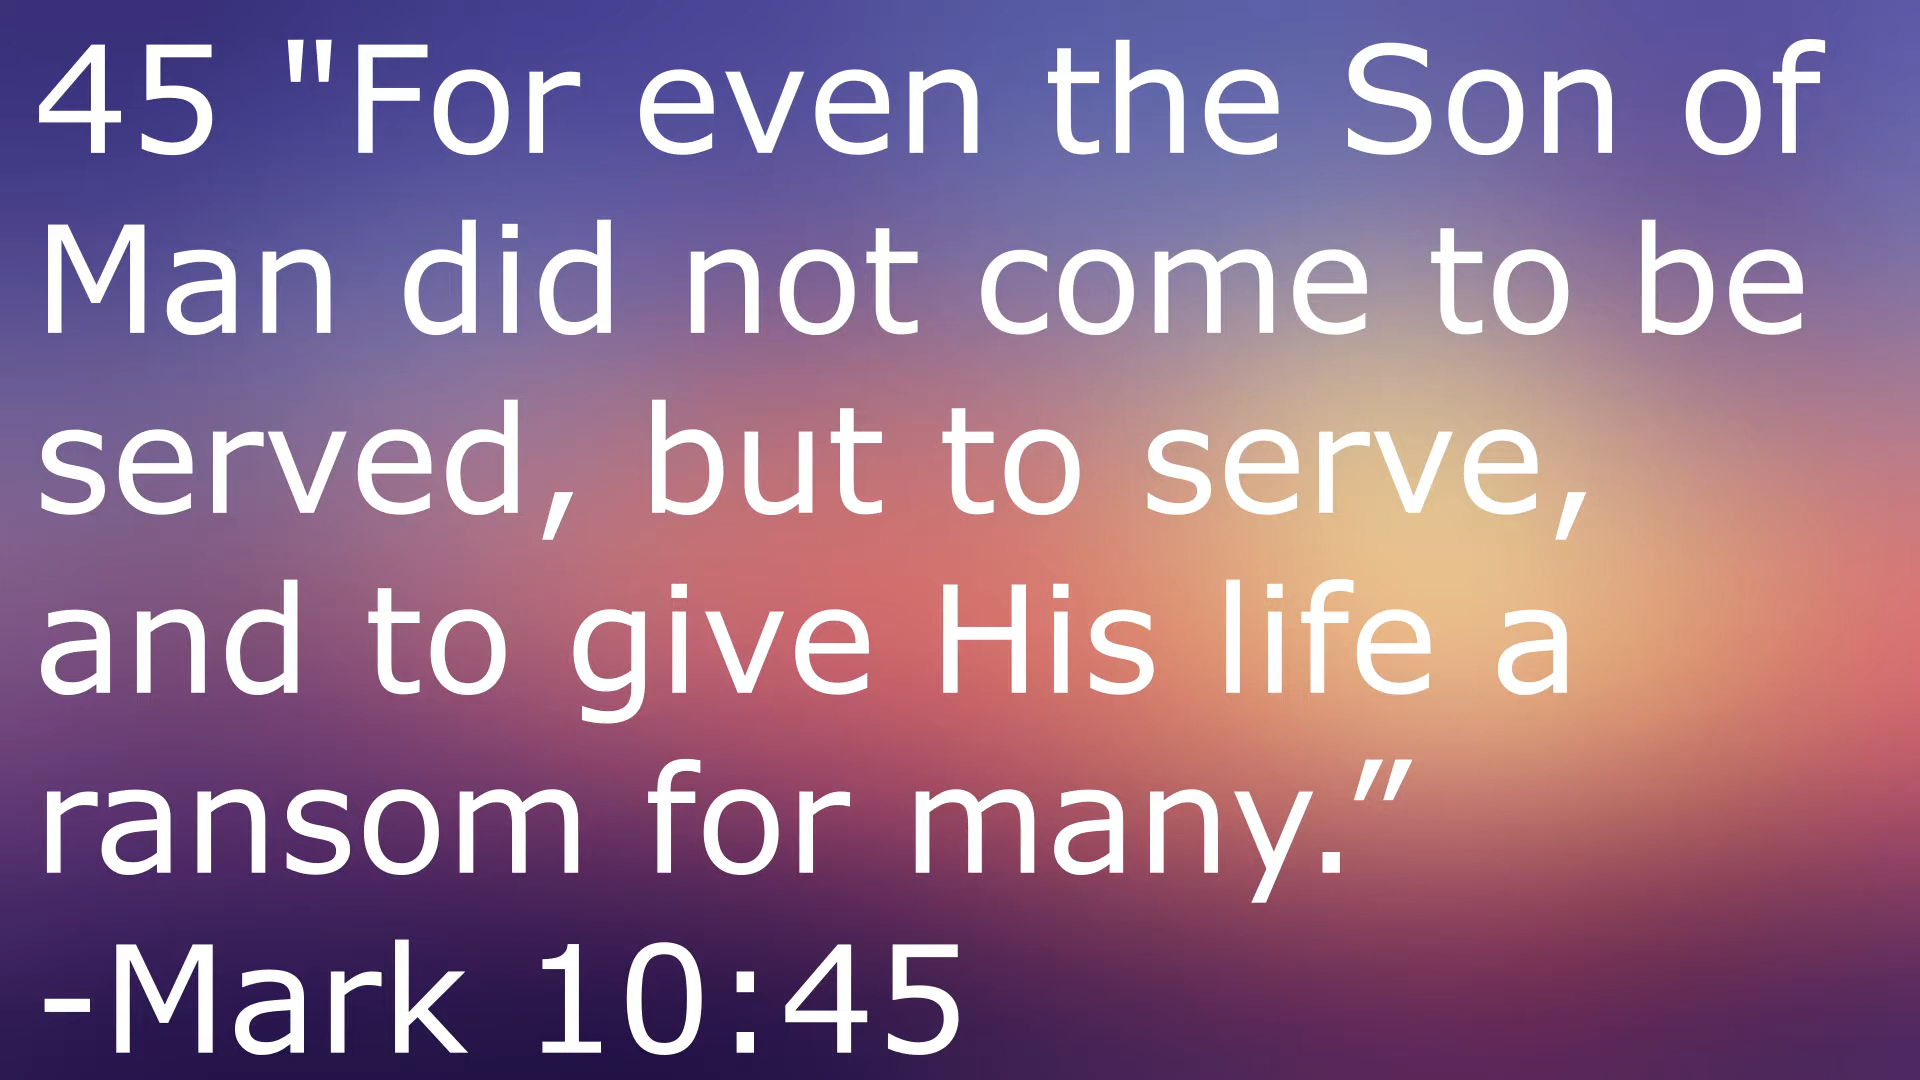 45 "For even the Son of
Man did not come to be
served, but to serve,
and to give His life a
ransom for many.”
-Mark 10:45